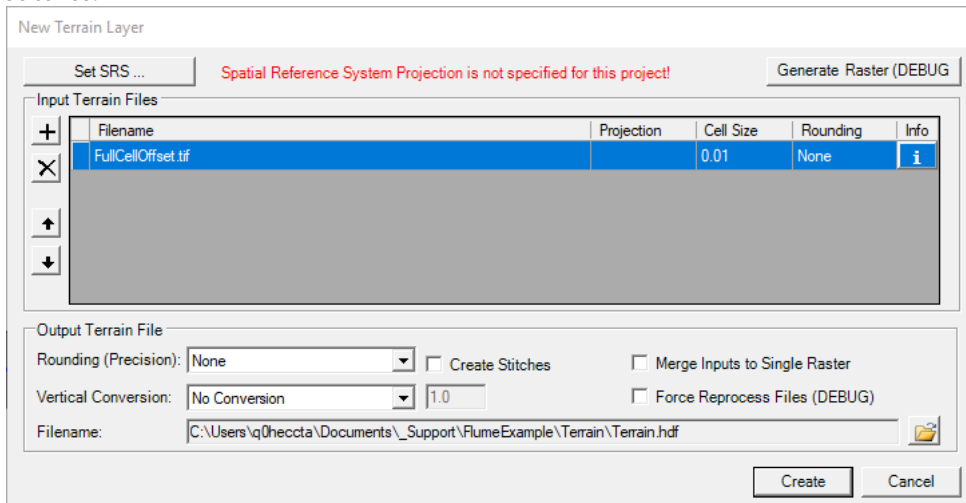 New Terrain Layer
Set SRS ... Spatial Reference System Projection is not specified for this project! Generate Raster (DEBUG
Input Terrain Files
Filename Projection Cell Size Rounding Info
FullCellOffset.tif 0.01 None i
Output Terrain File
Rounding (Precision): None Create Stitches Merge Inputs to Single Raster
Vertical Conversion: No Conversion 1.0 Force Reprocess Files (DEBUG)
Filename: C:\Users\q0heccta\Documents\_Support\FlumeExample\Terrain\Terrain.hdf
Create Cancel